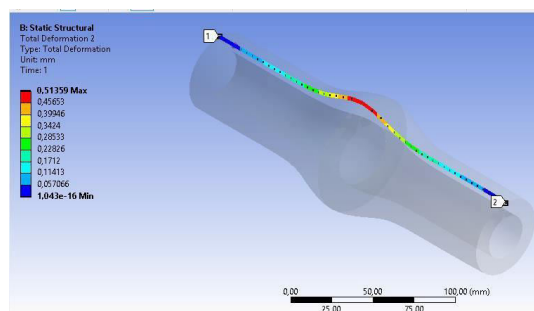 B: Static Structural
Total Deformation 2
Type: Total Deformation
Unit: mm
Time: 1
0,51359 Max
0,45653
0,39946
0,3424
0,28533
0,22826
0,1712
0,11413
0,057066
1,043e-16 Min
1
2
0,00 50,00 100,00 (mm)
25,00 75,00